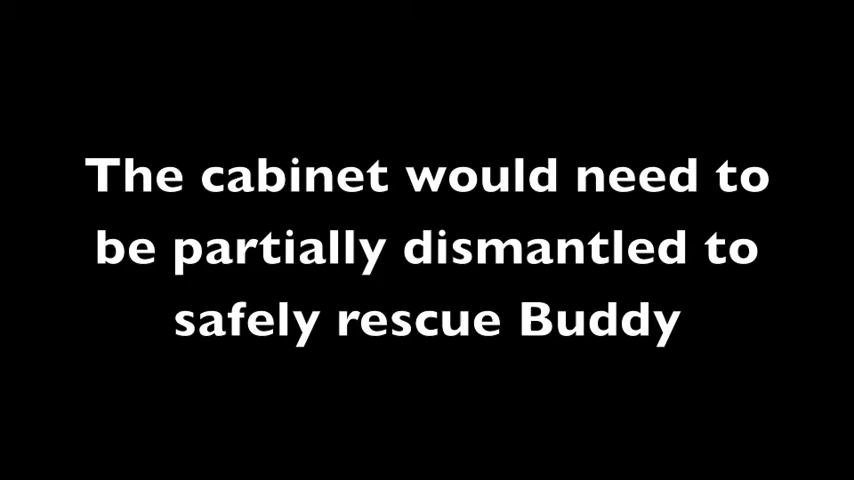 The cabinet would need to
be partially dismantled to
safely rescue Buddy